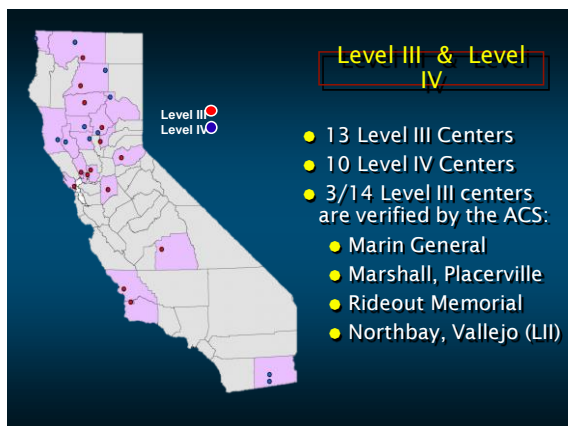 Level III & Level
IV
Level III
Level IV
13 Level III Centers
10 Level IV Centers
3/14 Level III centers
are verified by the ACS:
Marin General
Marshall, Placerville
Rideout Memorial
Northbay, Vallejo (LII)